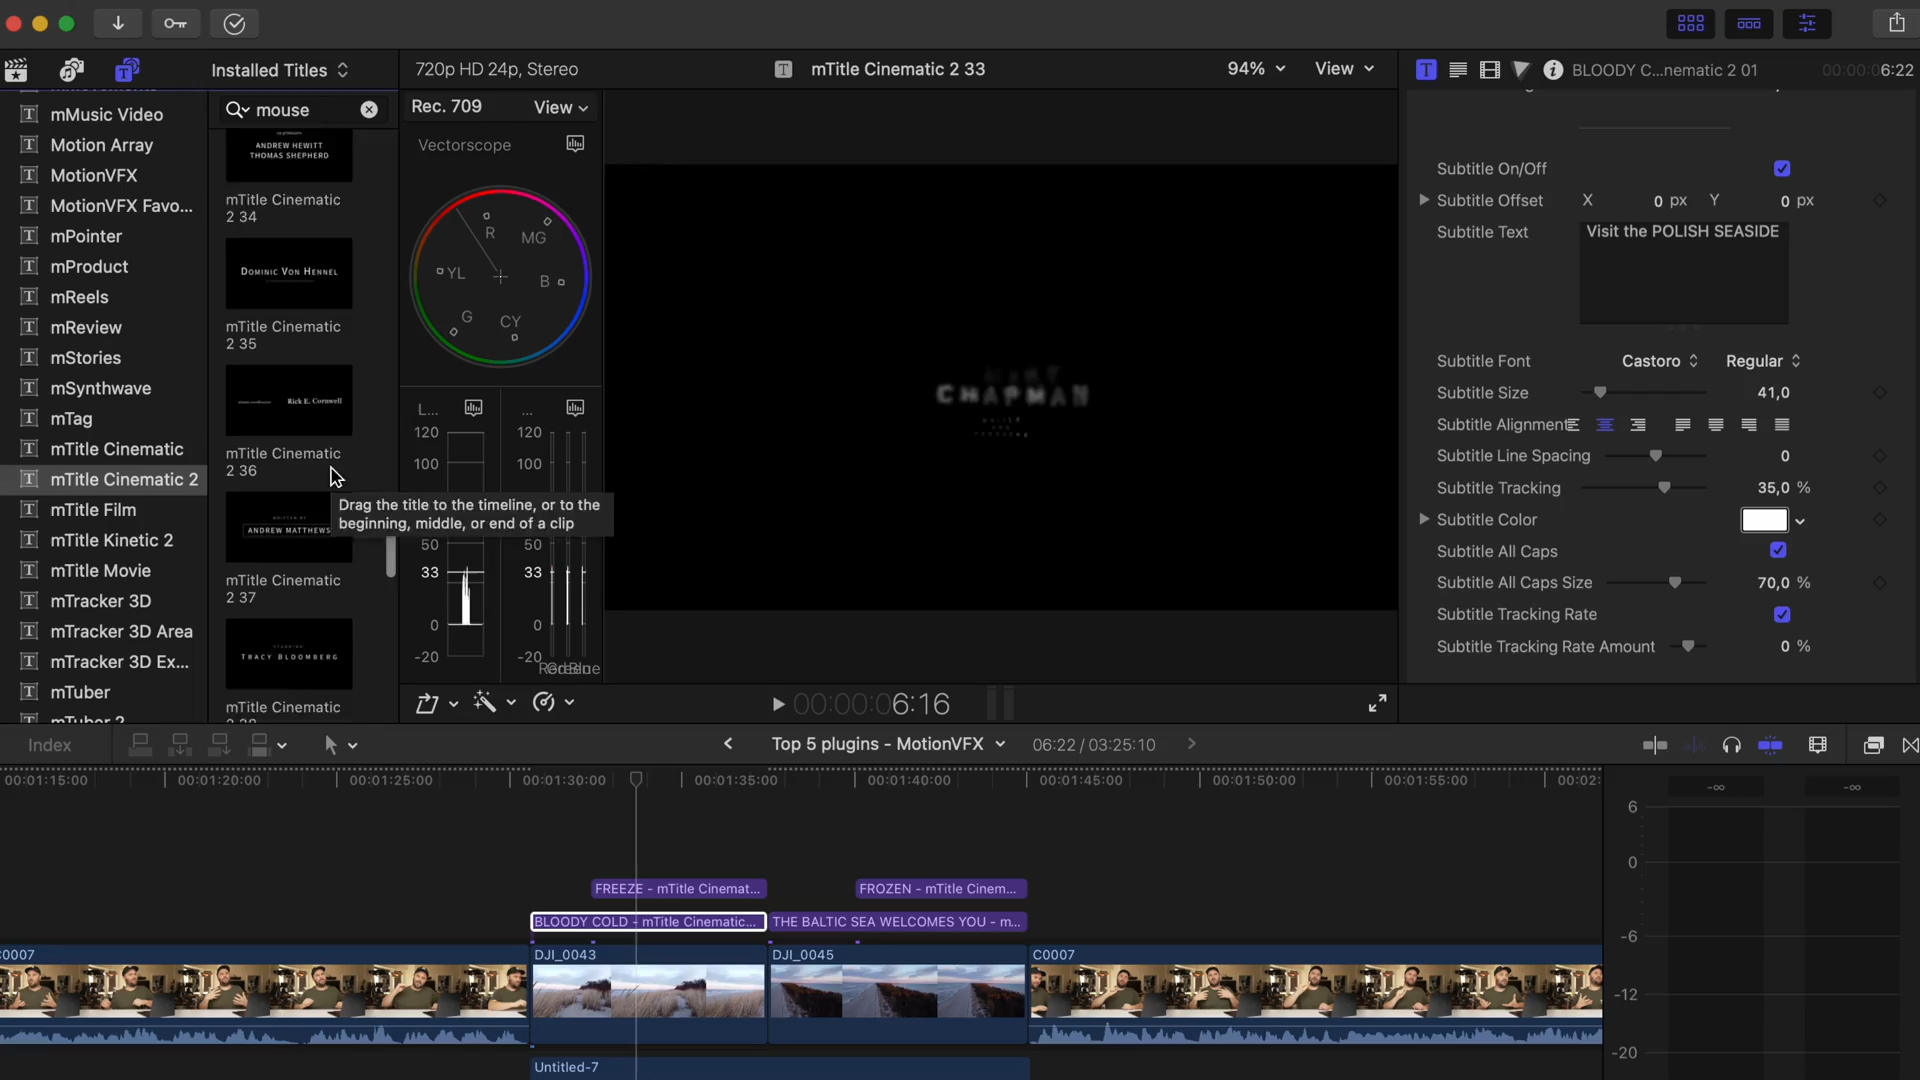 Installed Titles
720p HD 24p, Stereo
mTitle Cinematic 2 33
94%
View
BLOODY C...nematic 2 01
00:00:06:22
mMusic Video
Motion Array
MotionVFX
MotionVFX Favo...
mPointer
mProduct
mReels
mReview
mStories
mSynthwave
mTag
mTitle Cinematic
mTitle Cinematic 2
mTitle Film
mTitle Kinetic 2
mTitle Movie
mTracker 3D
mTracker 3D Area
mTracker 3D Ex...
mTuber
mTuber 2
mouse
ANDREW HEWITT
THOMAS SHEPHERD
mTitle Cinematic
2 34
DOMINIC VON HENNEL
mTitle Cinematic
2 35
Rick E. Cornwell
mTitle Cinematic
2 36
WRITTEN BY
ANDREW MATTHEWS
mTitle Cinematic
2 37
STARRING
TRACY BLOOMBERG
mTitle Cinematic
2 38
Drag the title to the timeline, or to the
beginning, middle, or end of a clip
Rec. 709
View
Vectorscope
R
MG
YL
B
G
CY
L...
...
120
120
100
100
50
50
33
33
0
0
-20
-20
CHAPMAN
Subtitle On/Off
Subtitle Offset
X
0 px
Y
0 px
Subtitle Text
Visit the POLISH SEASIDE
Subtitle Font
Castoro
Regular
Subtitle Size
41,0
Subtitle Alignment
Subtitle Line Spacing
0
Subtitle Tracking
35,0 %
Subtitle Color
Subtitle All Caps
Subtitle All Caps Size
70,0 %
Subtitle Tracking Rate
Subtitle Tracking Rate Amount
0 %
00:00:06:16
Index
Top 5 plugins - MotionVFX
06:22 / 03:25:10
00:01:15:00
00:01:20:00
00:01:25:00
00:01:30:00
00:01:35:00
00:01:40:00
00:01:45:00
00:01:50:00
00:01:55:00
00:02:
FREEZE - mTitle Cinemat...
FROZEN - mTitle Cinem...
BLOODY COLD - mTitle Cinematic...
THE BALTIC SEA WELCOMES YOU - m...
C0007
DJI_0043
DJI_0045
C0007
Untitled-7
-∞
-∞
6
0
-6
-12
-20